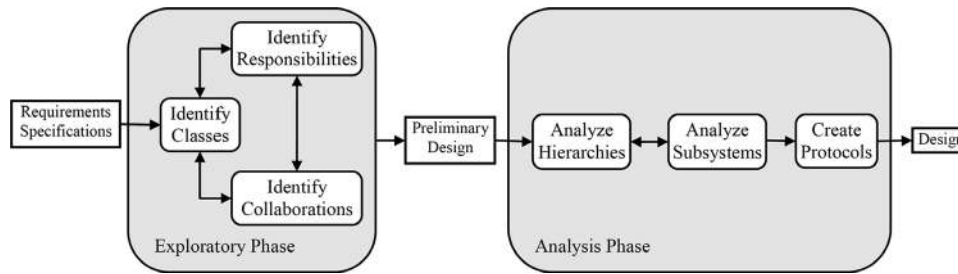 Requirements
Specifications
Identify
Classes
Identify
Responsibilities
Identify
Collaborations
Exploratory Phase
Preliminary
Design
Analyze
Hierarchies
Analyze
Subsystems
Create
Protocols
Analysis Phase
Design